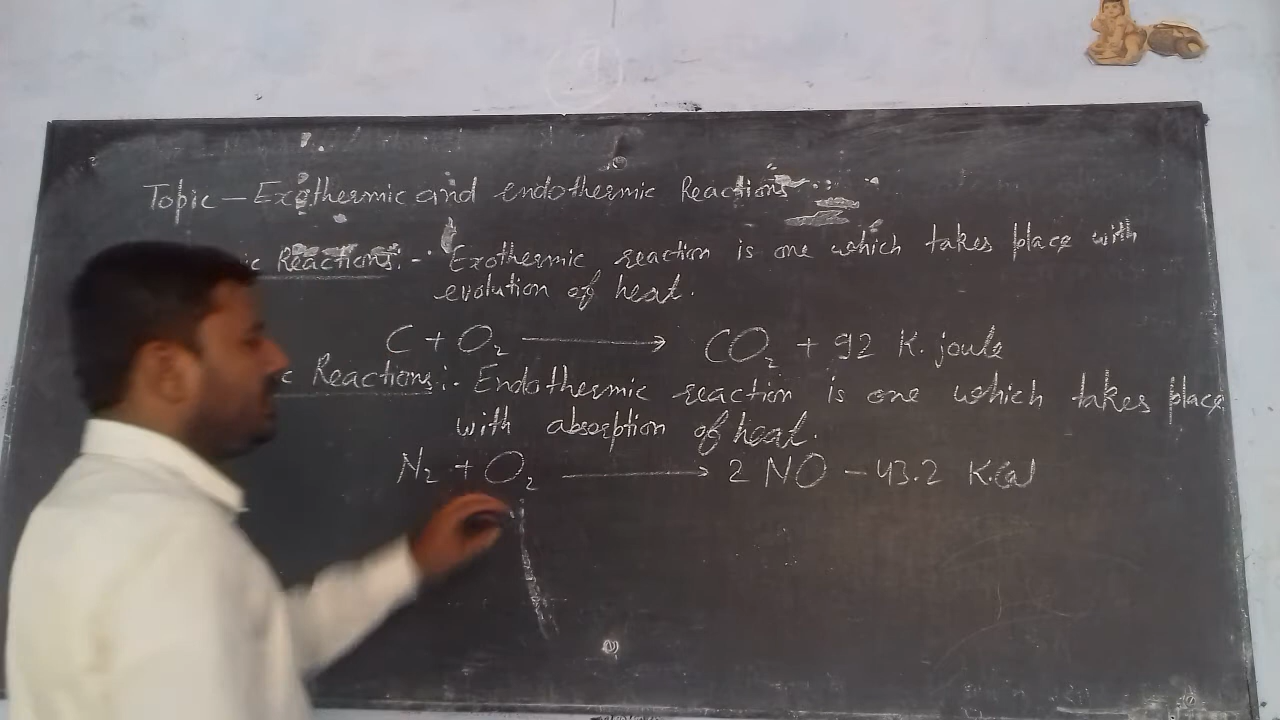 Topic – Exothermic and endothermic Reactions
ic Reactions :- Exothermic reaction is one which takes place with
evolution of heat.
C + O₂ ⟶ CO₂ + 92 K. joule
c Reactions :- Endothermic reaction is one which takes place
with absorption of heat.
N₂ + O₂ ⟶ 2 NO – 43.2 K.Cal